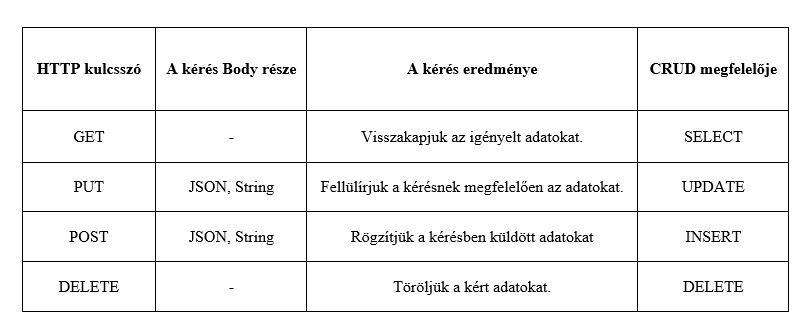 HTTP kulcsszó A kérés Body része A kérés eredménye CRUD megfelelője
GET - Visszakapjuk az igényelt adatokat. SELECT
PUT JSON, String Fellülírjuk a kérésnek megfelelően az adatokat. UPDATE
POST JSON, String Rögzítjük a kérésben küldött adatokat INSERT
DELETE - Töröljük a kért adatokat. DELETE